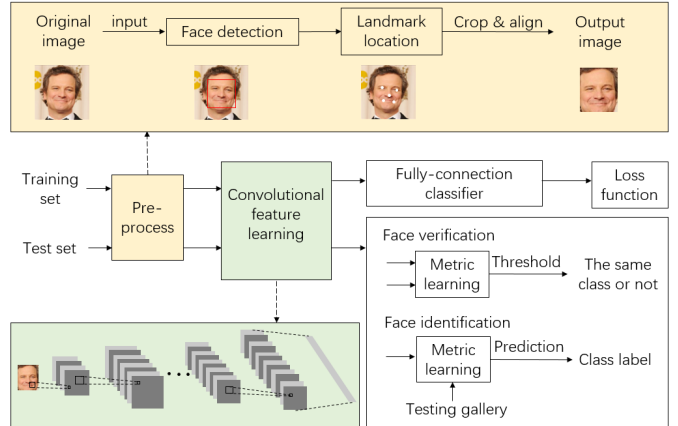 Original
image
input
Face detection
Landmark
location
Crop & align
Output
image
Training
set
Test set
Pre-
process
Convolutional
feature
learning
Fully-connection
classifier
Loss
function
Face verification
Metric
learning
Threshold
The same
class or not
Face identification
Metric
learning
Prediction
Class label
Testing gallery